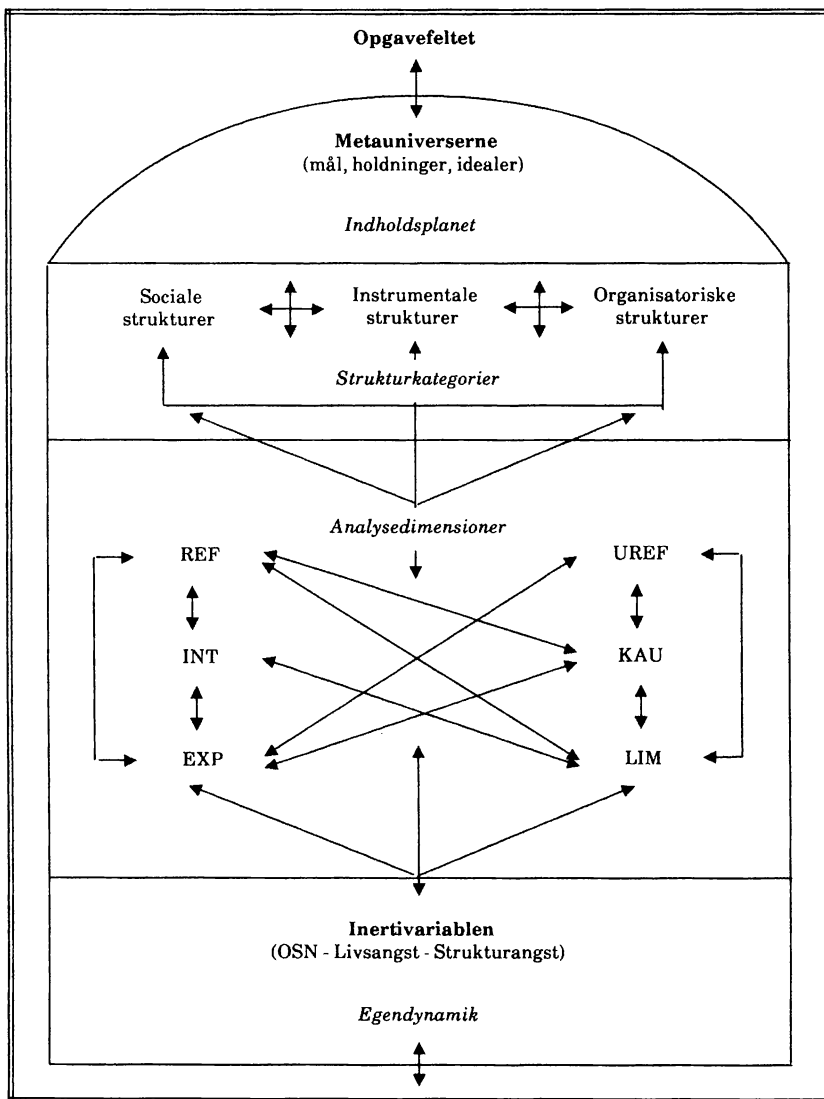 Opgavefeltet
Metauniverserne
(mål, holdninger, idealer)
Indholdsplanet
Sociale strukturer
Instrumentale strukturer
Organisatoriske strukturer
Strukturkategorier
Analysedimensioner
REF UREF
INT KAU
EXP LIM
Inertivariablen
(OSN - Livsangst - Strukturangst)
Egendynamik